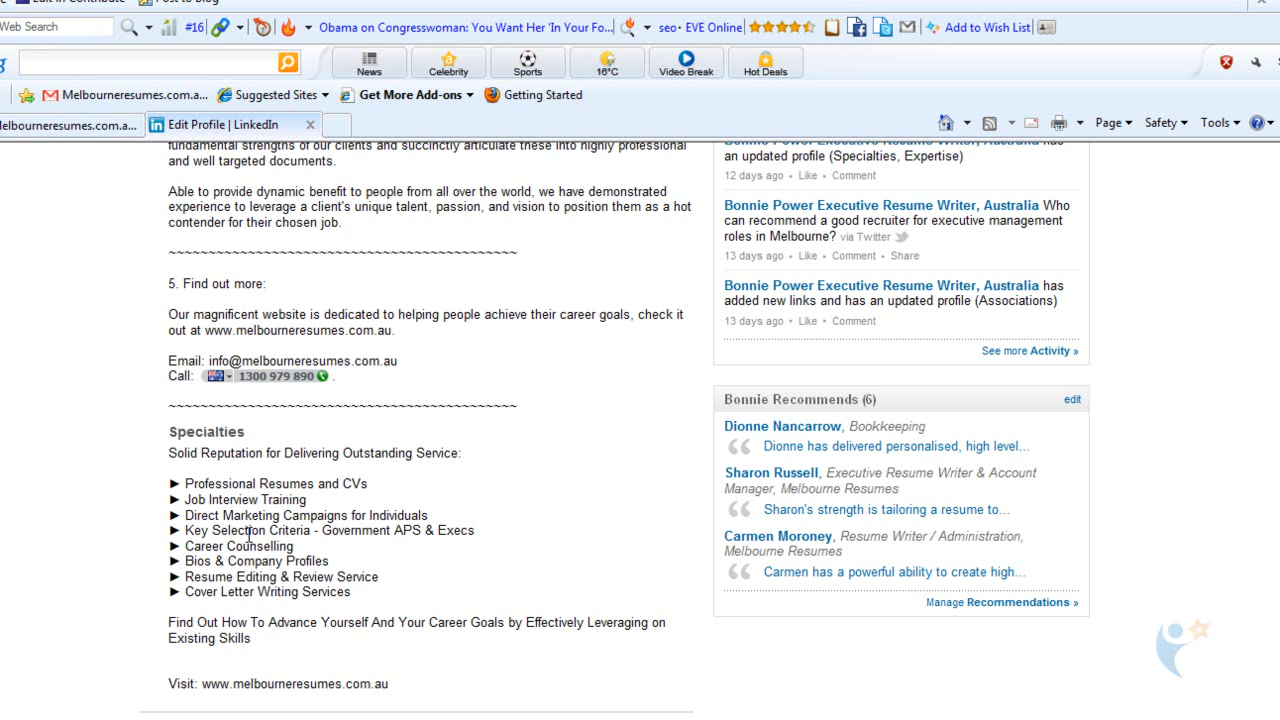 Edit in Contribute Post to Blog
Web Search
#16
Obama on Congresswoman: You Want Her 'In Your Fo...
seo· EVE Online
Add to Wish List
News
Celebrity
Sports
16°C
Video Break
Hot Deals
Melbourneresumes.com.a...
Suggested Sites
Get More Add-ons
Getting Started
elbourneresumes.com.a...
Edit Profile | LinkedIn
Page
Safety
Tools
fundamental strengths of our clients and succinctly articulate these into highly professional
and well targeted documents.
Able to provide dynamic benefit to people from all over the world, we have demonstrated
experience to leverage a client's unique talent, passion, and vision to position them as a hot
contender for their chosen job.
~~~~~~~~~~~~~~~~~~~~~~~~~~~~~~~~~~~~~~~~~~~
5. Find out more:
Our magnificent website is dedicated to helping people achieve their career goals, check it
out at www.melbourneresumes.com.au.
Email: info@melbourneresumes.com.au
Call: 1300 979 890 .
~~~~~~~~~~~~~~~~~~~~~~~~~~~~~~~~~~~~~~~~~~~
Specialties
Solid Reputation for Delivering Outstanding Service:
► Professional Resumes and CVs
► Job Interview Training
► Direct Marketing Campaigns for Individuals
► Key Selection Criteria - Government APS & Execs
► Career Counselling
► Bios & Company Profiles
► Resume Editing & Review Service
► Cover Letter Writing Services
Find Out How To Advance Yourself And Your Career Goals by Effectively Leveraging on
Existing Skills
Visit: www.melbourneresumes.com.au
Bonnie Power Executive Resume Writer, Australia has
an updated profile (Specialties, Expertise)
12 days ago • Like • Comment
Bonnie Power Executive Resume Writer, Australia Who
can recommend a good recruiter for executive management
roles in Melbourne? via Twitter
13 days ago • Like • Comment • Share
Bonnie Power Executive Resume Writer, Australia has
added new links and has an updated profile (Associations)
13 days ago • Like • Comment
See more Activity »
Bonnie Recommends (6) edit
Dionne Nancarrow, Bookkeeping
Dionne has delivered personalised, high level...
Sharon Russell, Executive Resume Writer & Account
Manager, Melbourne Resumes
Sharon's strength is tailoring a resume to...
Carmen Moroney, Resume Writer / Administration,
Melbourne Resumes
Carmen has a powerful ability to create high...
Manage Recommendations »